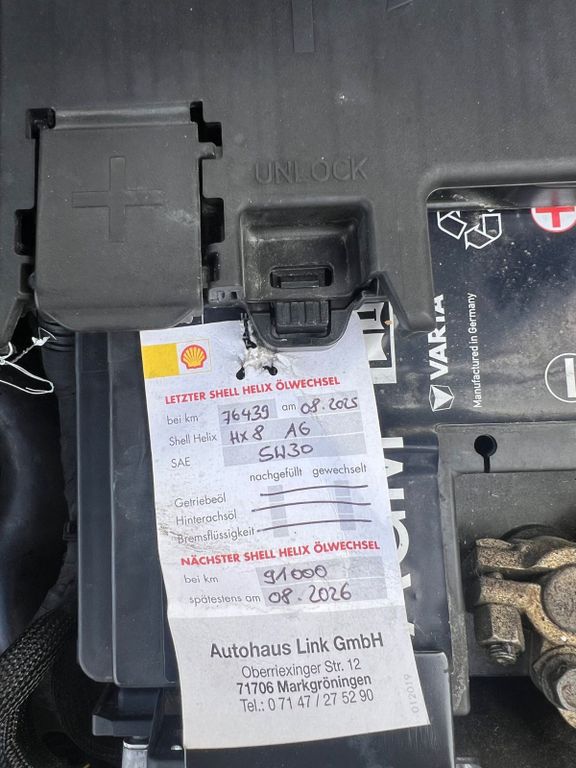 UNLOCK
VARTA
Manufactured in Germany
AGM
LETZTER SHELL HELIX ÖLWECHSEL
bei km 76439 am 08.2025
Shell Helix HX8 AG
SAE 5W30
nachgefüllt gewechselt
Getriebeöl
Hinterachsöl
Bremsflüssigkeit
NÄCHSTER SHELL HELIX ÖLWECHSEL
bei km 91000
spätestens am 08.2026
Autohaus Link GmbH
Oberriexinger Str. 12
71706 Markgröningen
Tel.: 0 71 47 / 27 52 90
012019